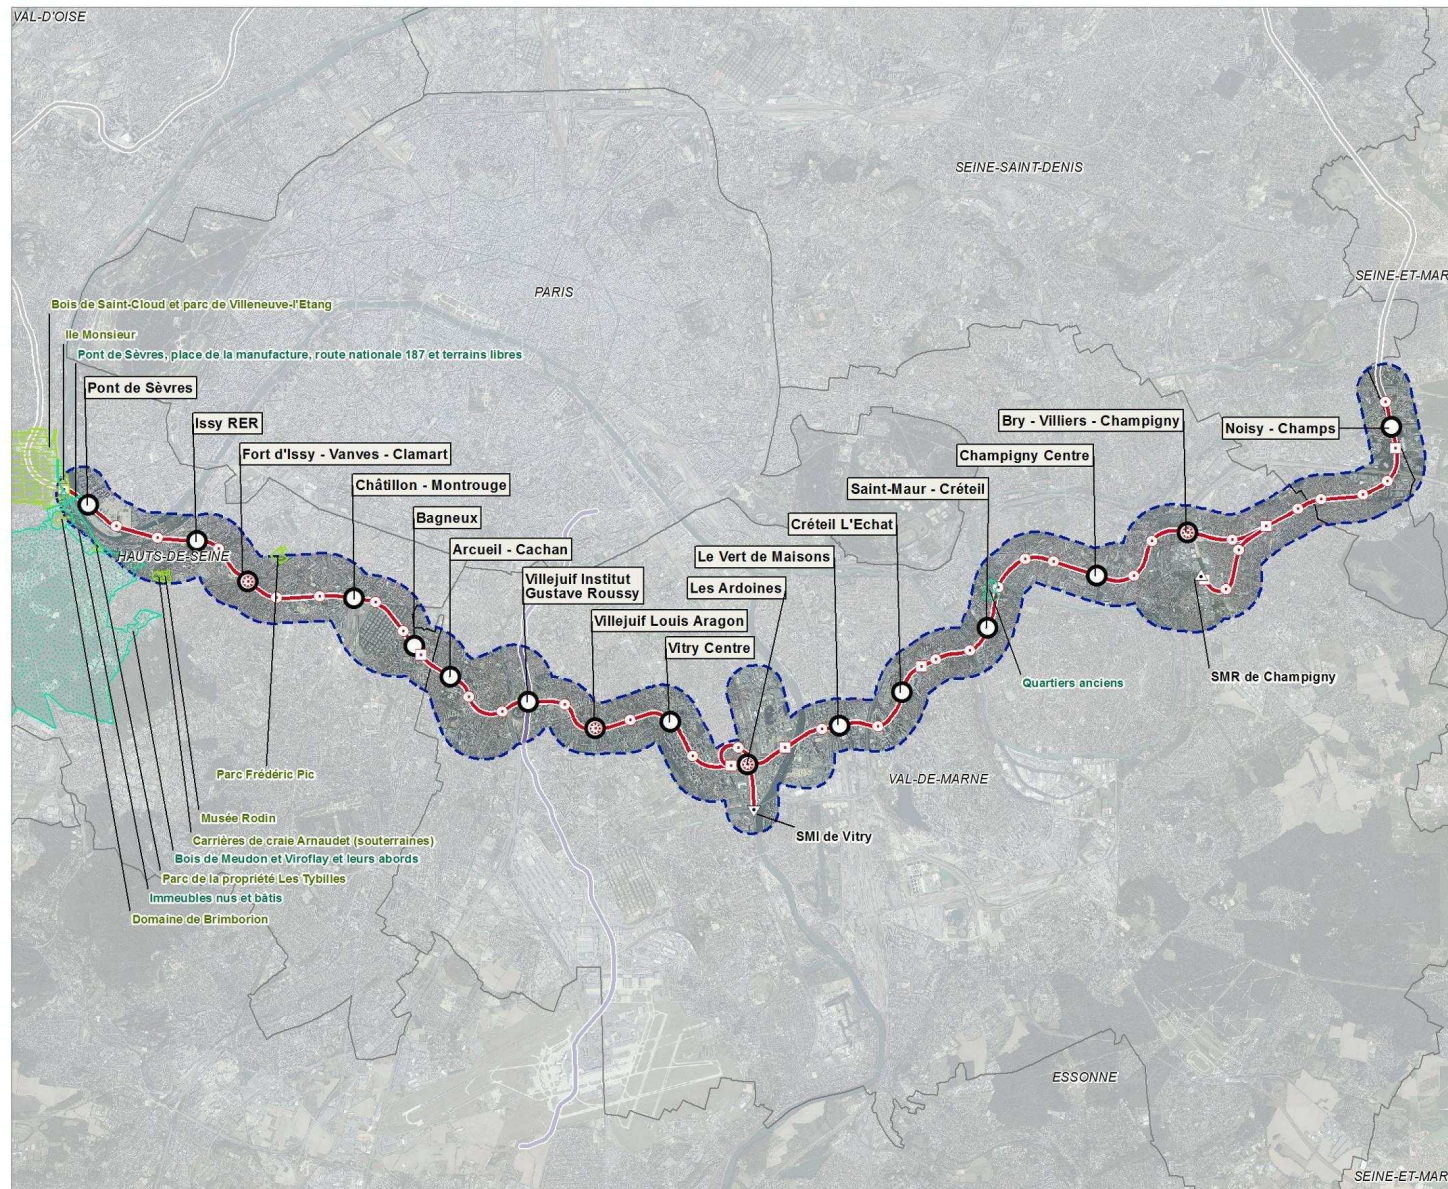 VAL-D'OISE
SEINE-SAINT-DENIS
SEINE-ET-MAR
PARIS
Bois de Saint-Cloud et parc de Villeneuve-l'Etang
Ile Monsieur
Pont de Sèvres, place de la manufacture, route nationale 187 et terrains libres
Pont de Sèvres
Issy RER
Fort d'Issy - Vanves - Clamart
Châtillon - Montrouge
Bagneux
Arcueil - Cachan
Villejuif Institut
Gustave Roussy
Villejuif Louis Aragon
Vitry Centre
Les Ardoines
Le Vert de Maisons
Créteil L'Echat
Saint-Maur - Créteil
Champigny Centre
Bry - Villiers - Champigny
Noisy - Champs
HAUTS-DE-SEINE
Quartiers anciens
SMR de Champigny
VAL-DE-MARNE
SMI de Vitry
Parc Frédéric Pic
Musée Rodin
Carrières de craie Arnaudet (souterraines)
Bois de Meudon et Viroflay et leurs abords
Parc de la propriété Les Tybilles
Immeubles nus et bâtis
Domaine de Brimborion
ESSONNE
SEINE-ET-MAR